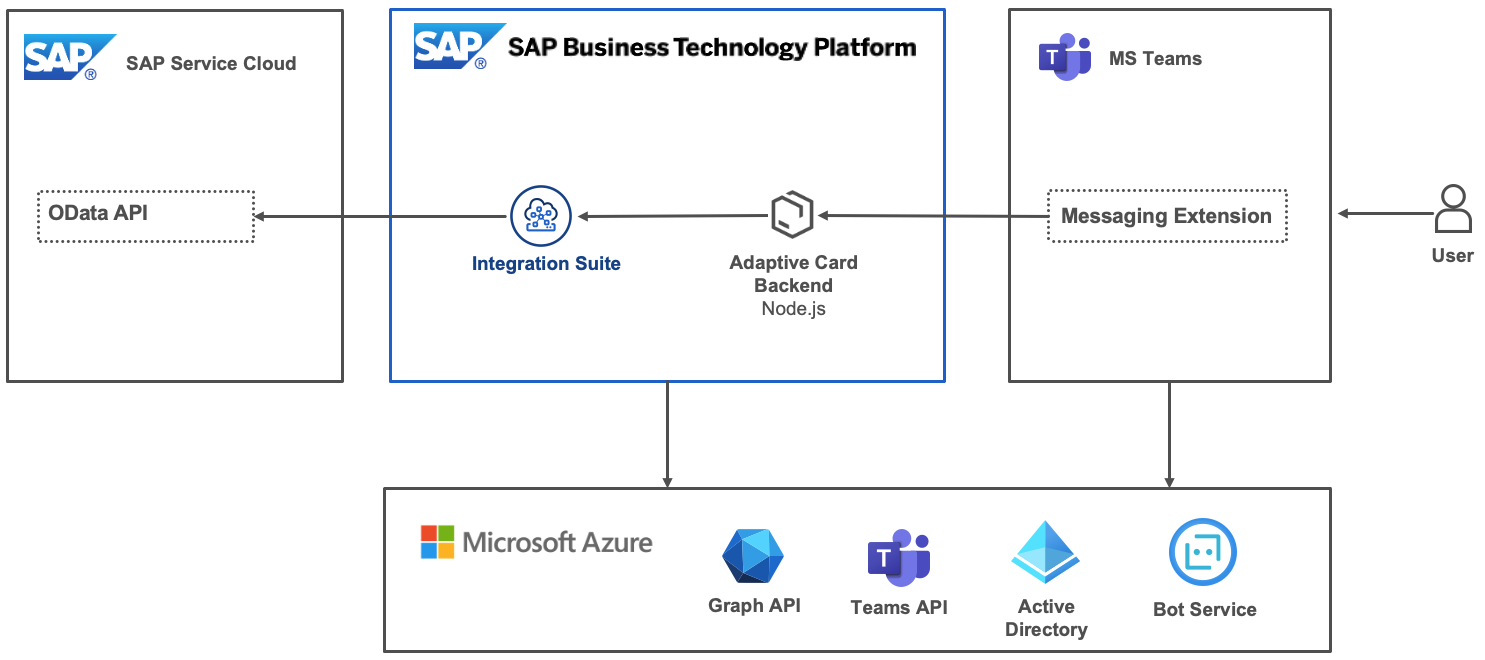 SAP®
SAP Service Cloud
OData API
SAP®
SAP Business Technology Platform
Integration Suite
Adaptive Card
Backend
Node.js
T
MS Teams
Messaging Extension
User
Microsoft Azure
Graph API
T
Teams API
Active
Directory
Bot Service